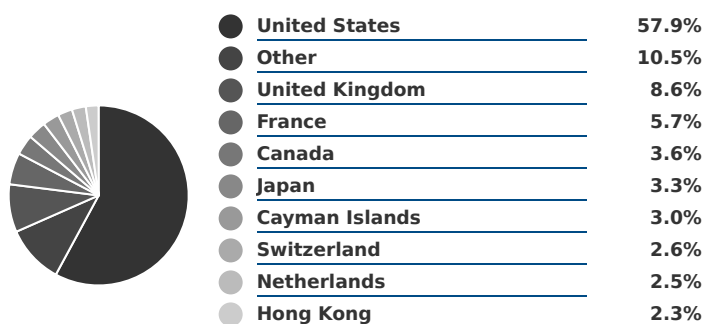 United States 57.9%
Other 10.5%
United Kingdom 8.6%
France 5.7%
Canada 3.6%
Japan 3.3%
Cayman Islands 3.0%
Switzerland 2.6%
Netherlands 2.5%
Hong Kong 2.3%